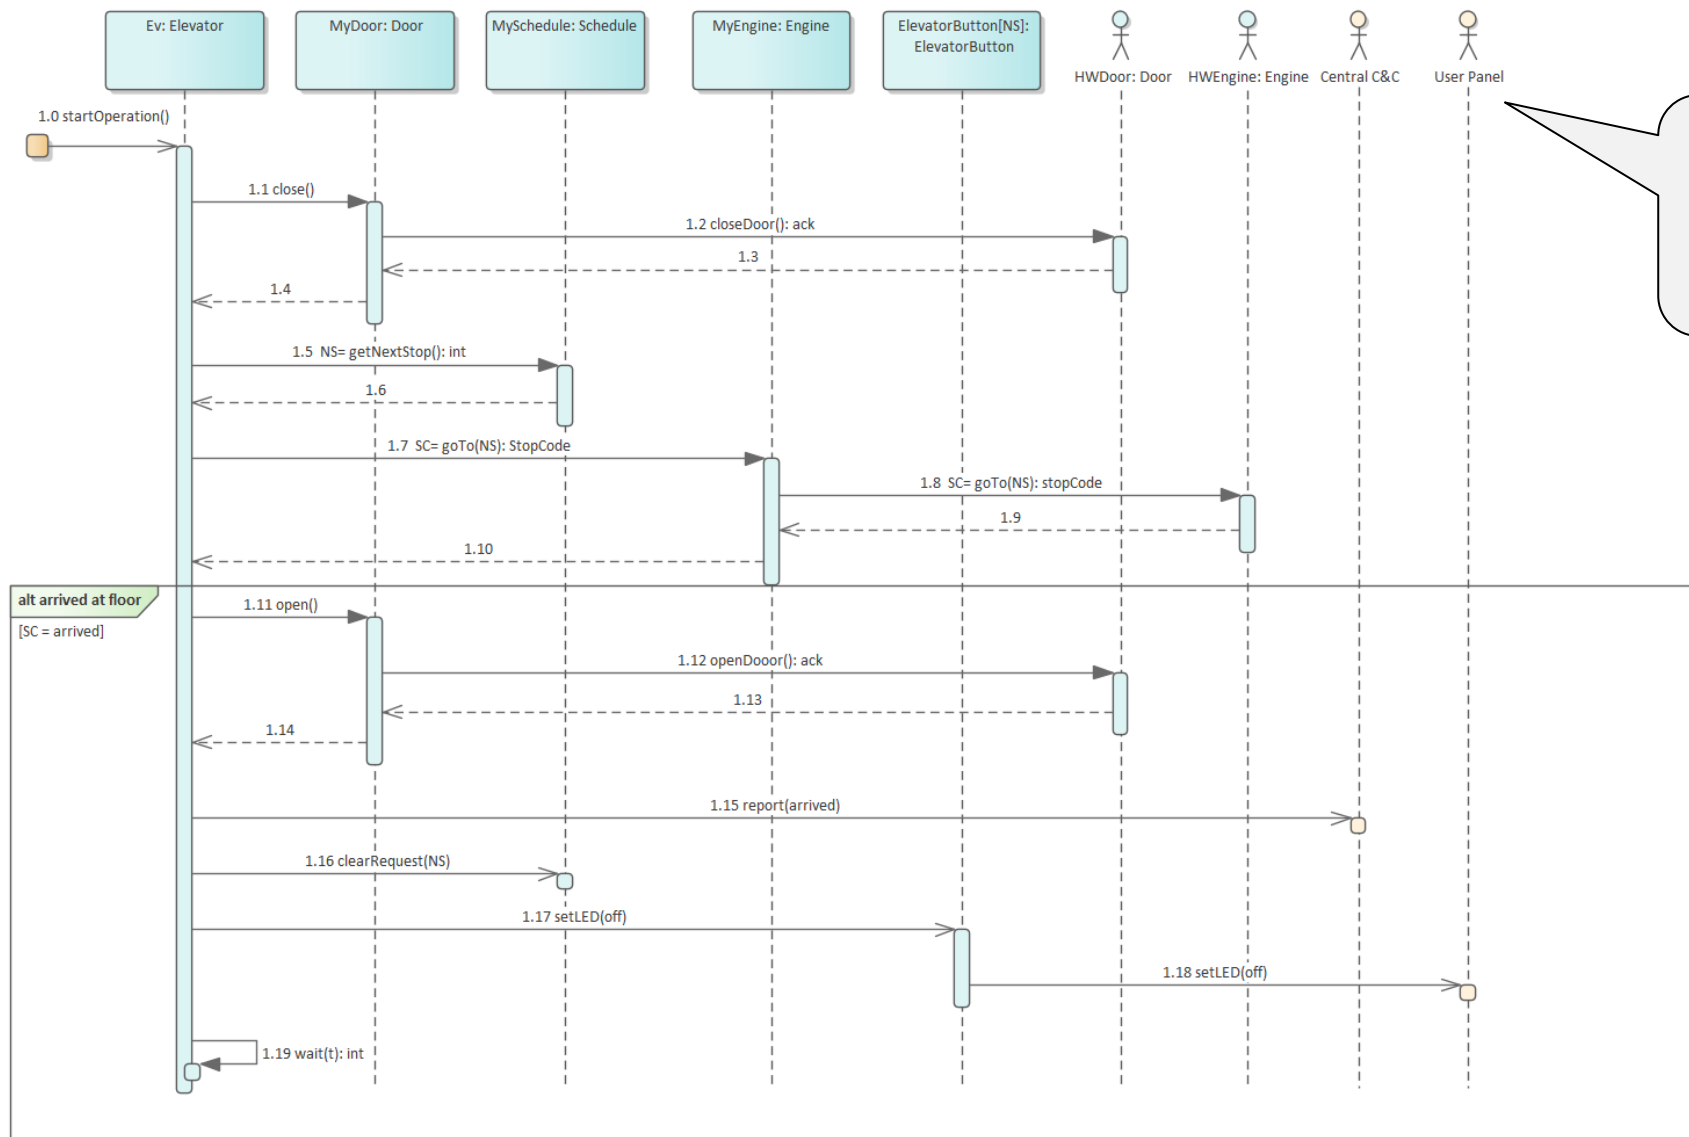 Ev: Elevator
MyDoor: Door
MySchedule: Schedule
MyEngine: Engine
ElevatorButton[NS]:
ElevatorButton
HWDoor: Door
HWEngine: Engine
Central C&C
User Panel
1.0 startOperation()
1.1 close()
1.2 closeDoor(): ack
1.3
1.4
1.5 NS= getNextStop(): int
1.6
1.7 SC= goTo(NS): StopCode
1.8 SC= goTo(NS): stopCode
1.9
1.10
alt arrived at floor
[SC = arrived]
1.11 open()
1.12 openDooor(): ack
1.13
1.14
1.15 report(arrived)
1.16 clearRequest(NS)
1.17 setLED(off)
1.18 setLED(off)
1.19 wait(t): int